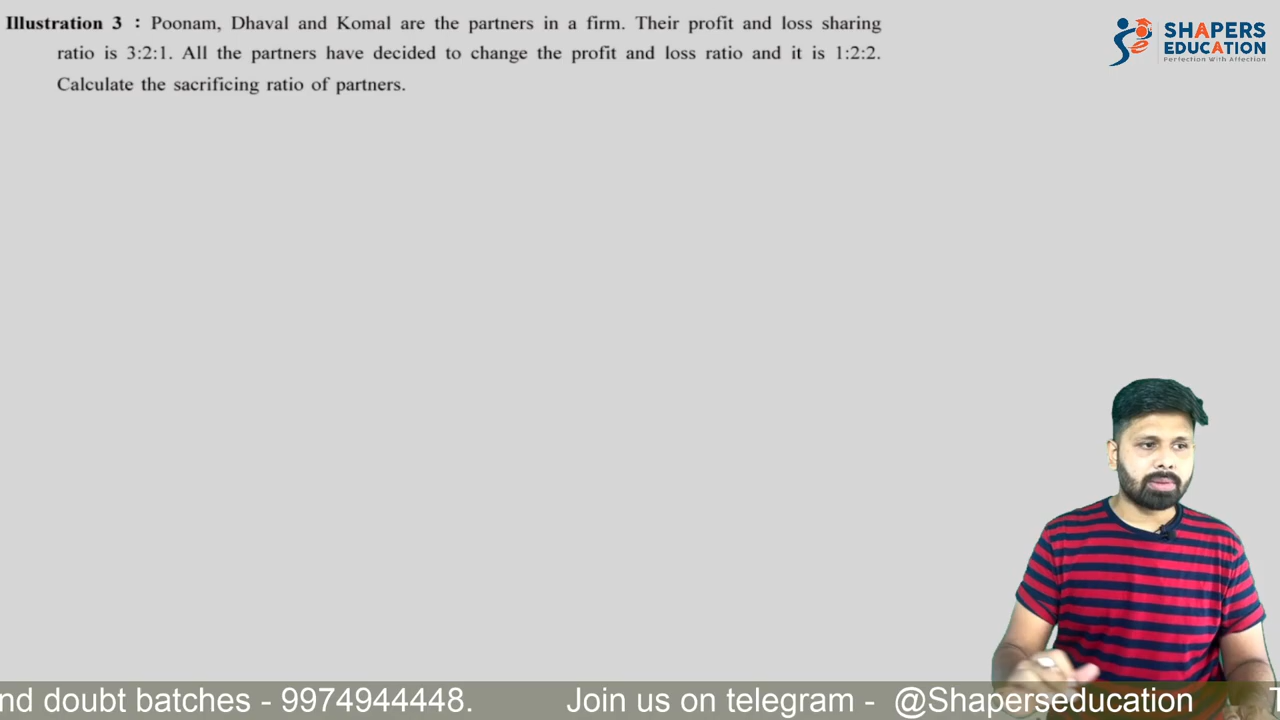 Illustration 3 : Poonam, Dhaval and Komal are the partners in a firm. Their profit and loss sharing
ratio is 3:2:1. All the partners have decided to change the profit and loss ratio and it is 1:2:2.
Calculate the sacrificing ratio of partners.
SHAPERS
EDUCATION
Perfection With Affection
nd doubt batches - 9974944448. Join us on telegram - @Shaperseducation T